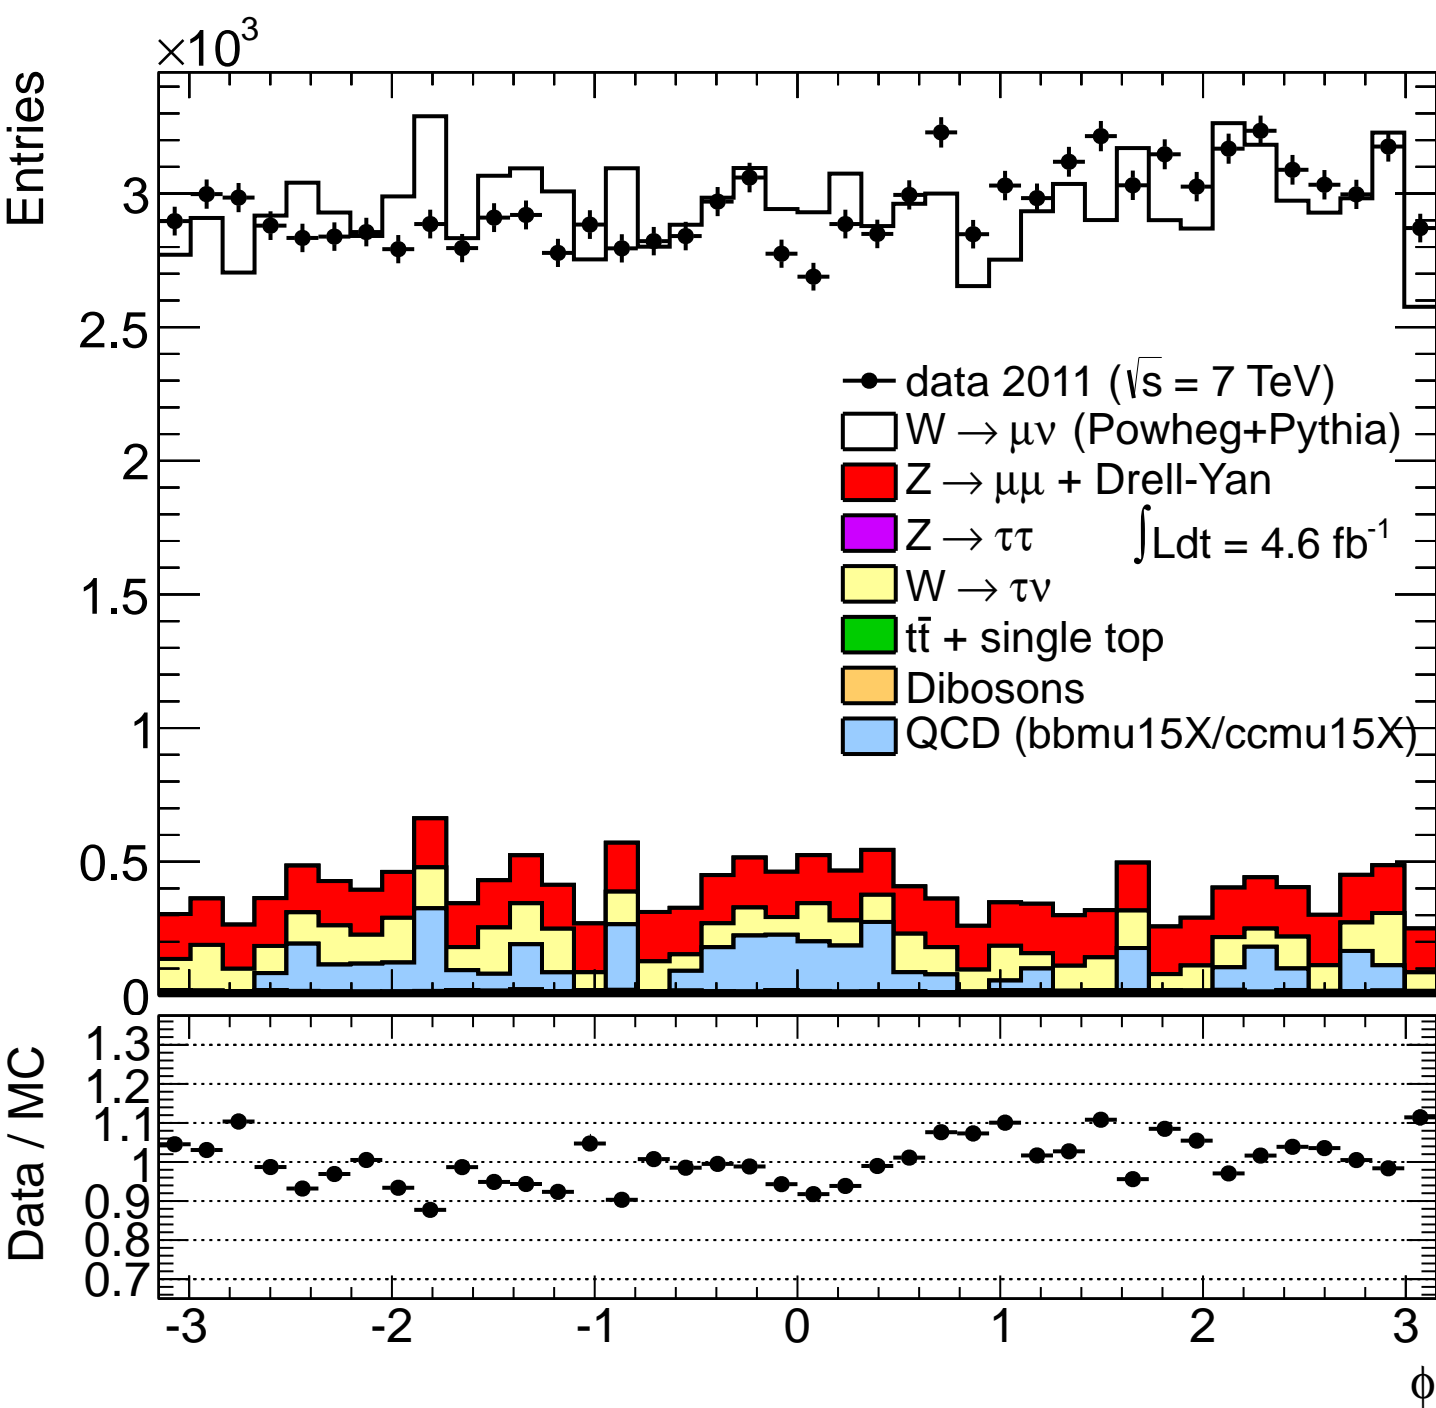 ×10³
Entries
3
2.5
2
1.5
1
0.5
0
data 2011 (√s = 7 TeV)
W → μν (Powheg+Pythia)
Z → μμ + Drell-Yan
Z → ττ
∫Ldt = 4.6 fb⁻¹
W → τν
tt̄ + single top
Dibosons
QCD (bbmu15X/ccmu15X)
Data / MC
1.3
1.2
1.1
1
0.9
0.8
0.7
-3 -2 -1 0 1 2 3
ϕ